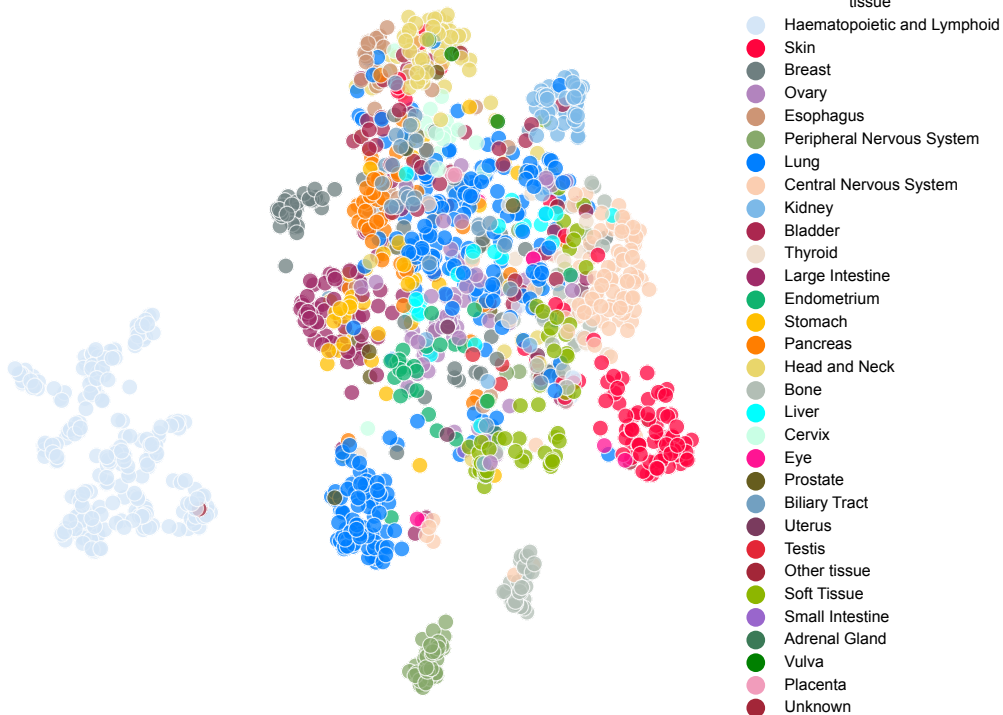 tissue
Haematopoietic and Lymphoid
Skin
Breast
Ovary
Esophagus
Peripheral Nervous System
Lung
Central Nervous System
Kidney
Bladder
Thyroid
Large Intestine
Endometrium
Stomach
Pancreas
Head and Neck
Bone
Liver
Cervix
Eye
Prostate
Biliary Tract
Uterus
Testis
Other tissue
Soft Tissue
Small Intestine
Adrenal Gland
Vulva
Placenta
Unknown